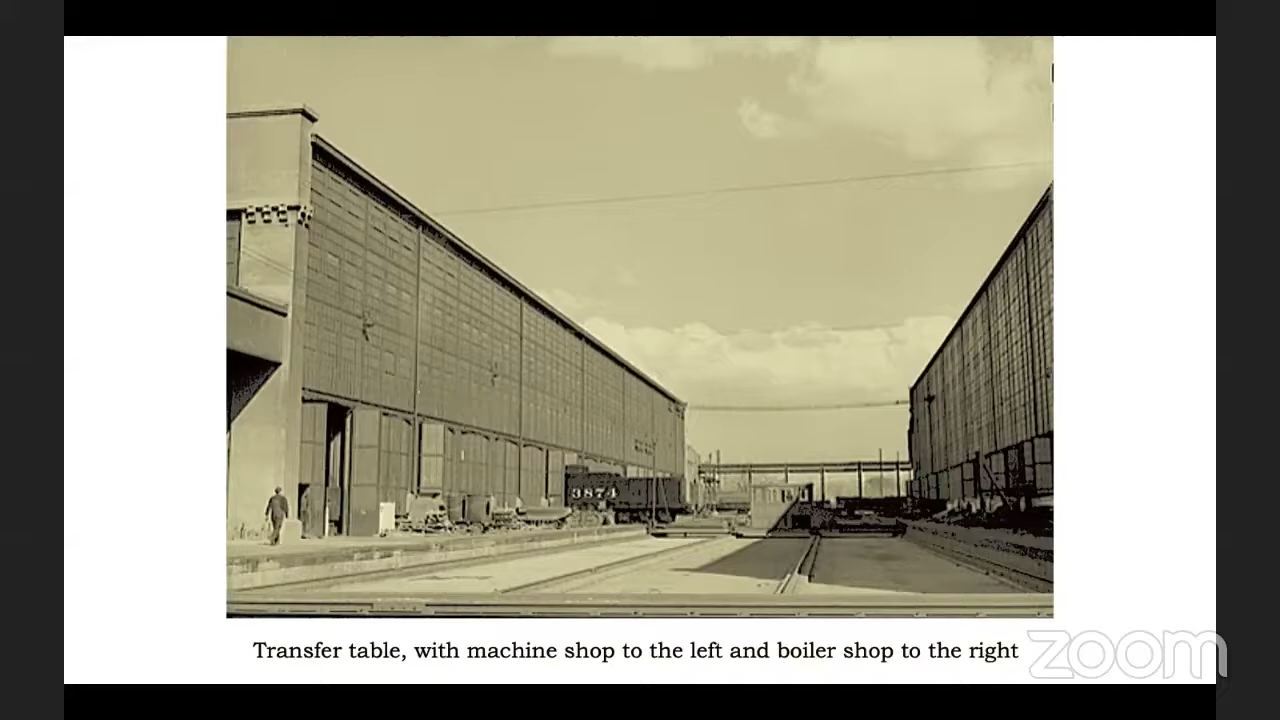 3874
Transfer table, with machine shop to the left and boiler shop to the right
zoom